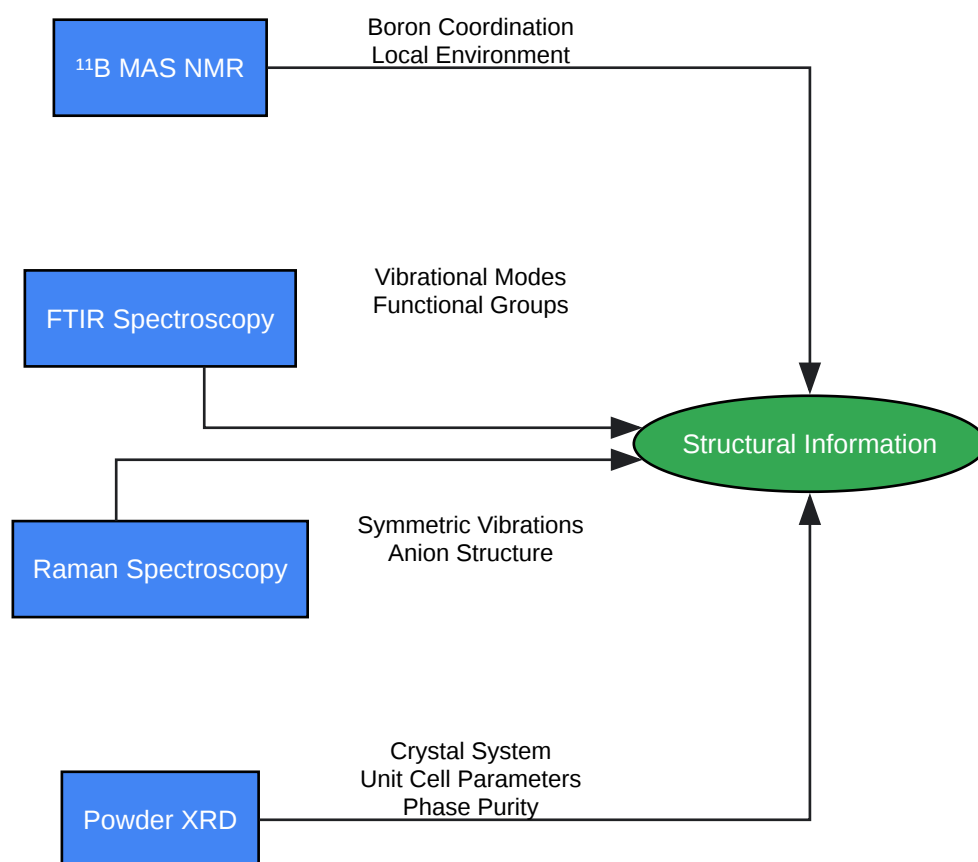 Boron Coordination
Local Environment
¹¹B MAS NMR
Vibrational Modes
Functional Groups
FTIR Spectroscopy
Structural Information
Symmetric Vibrations
Anion Structure
Raman Spectroscopy
Crystal System
Unit Cell Parameters
Phase Purity
Powder XRD